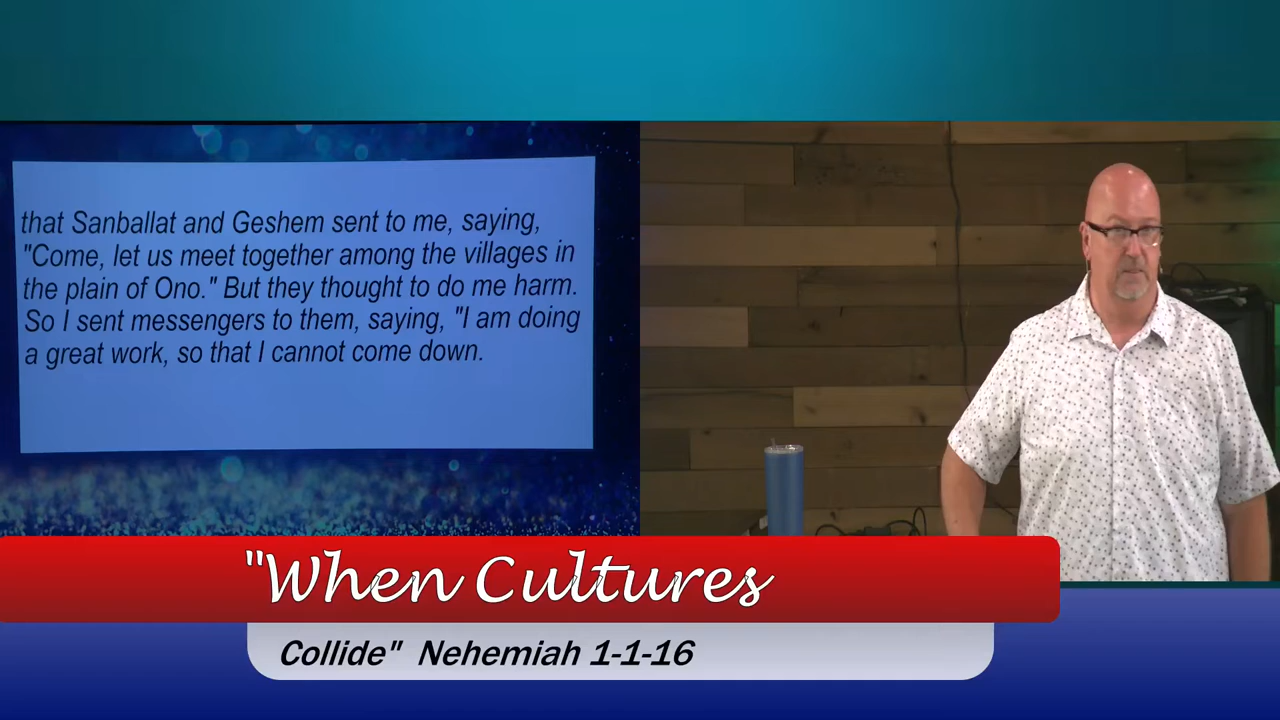 that Sanballat and Geshem sent to me, saying,
"Come, let us meet together among the villages in
the plain of Ono." But they thought to do me harm.
So I sent messengers to them, saying, "I am doing
a great work, so that I cannot come down.
"When Cultures
Collide" Nehemiah 1-1-16